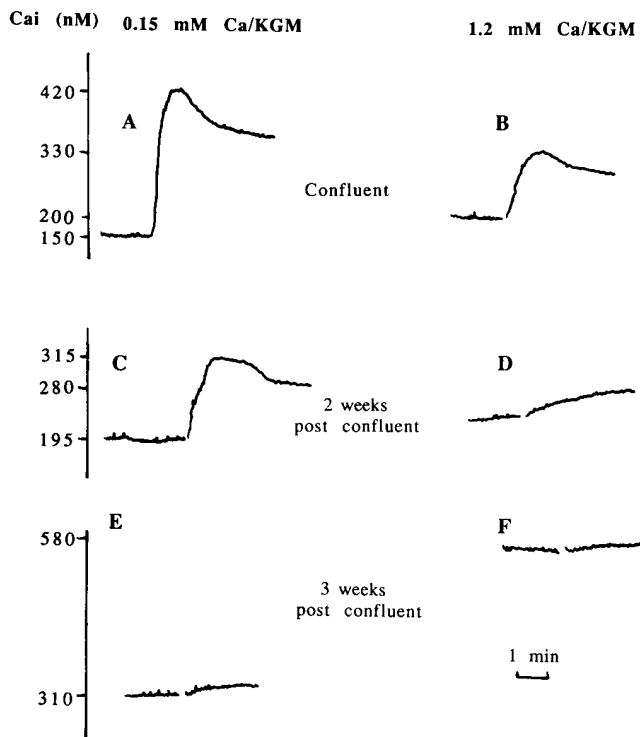 Cai (nM) 0.15 mM Ca/KGM 1.2 mM Ca/KGM
420
A
B
330
Confluent
200
150
315
C
D
280
2 weeks
post confluent
195
E
F
580
3 weeks
post confluent
1 min
310